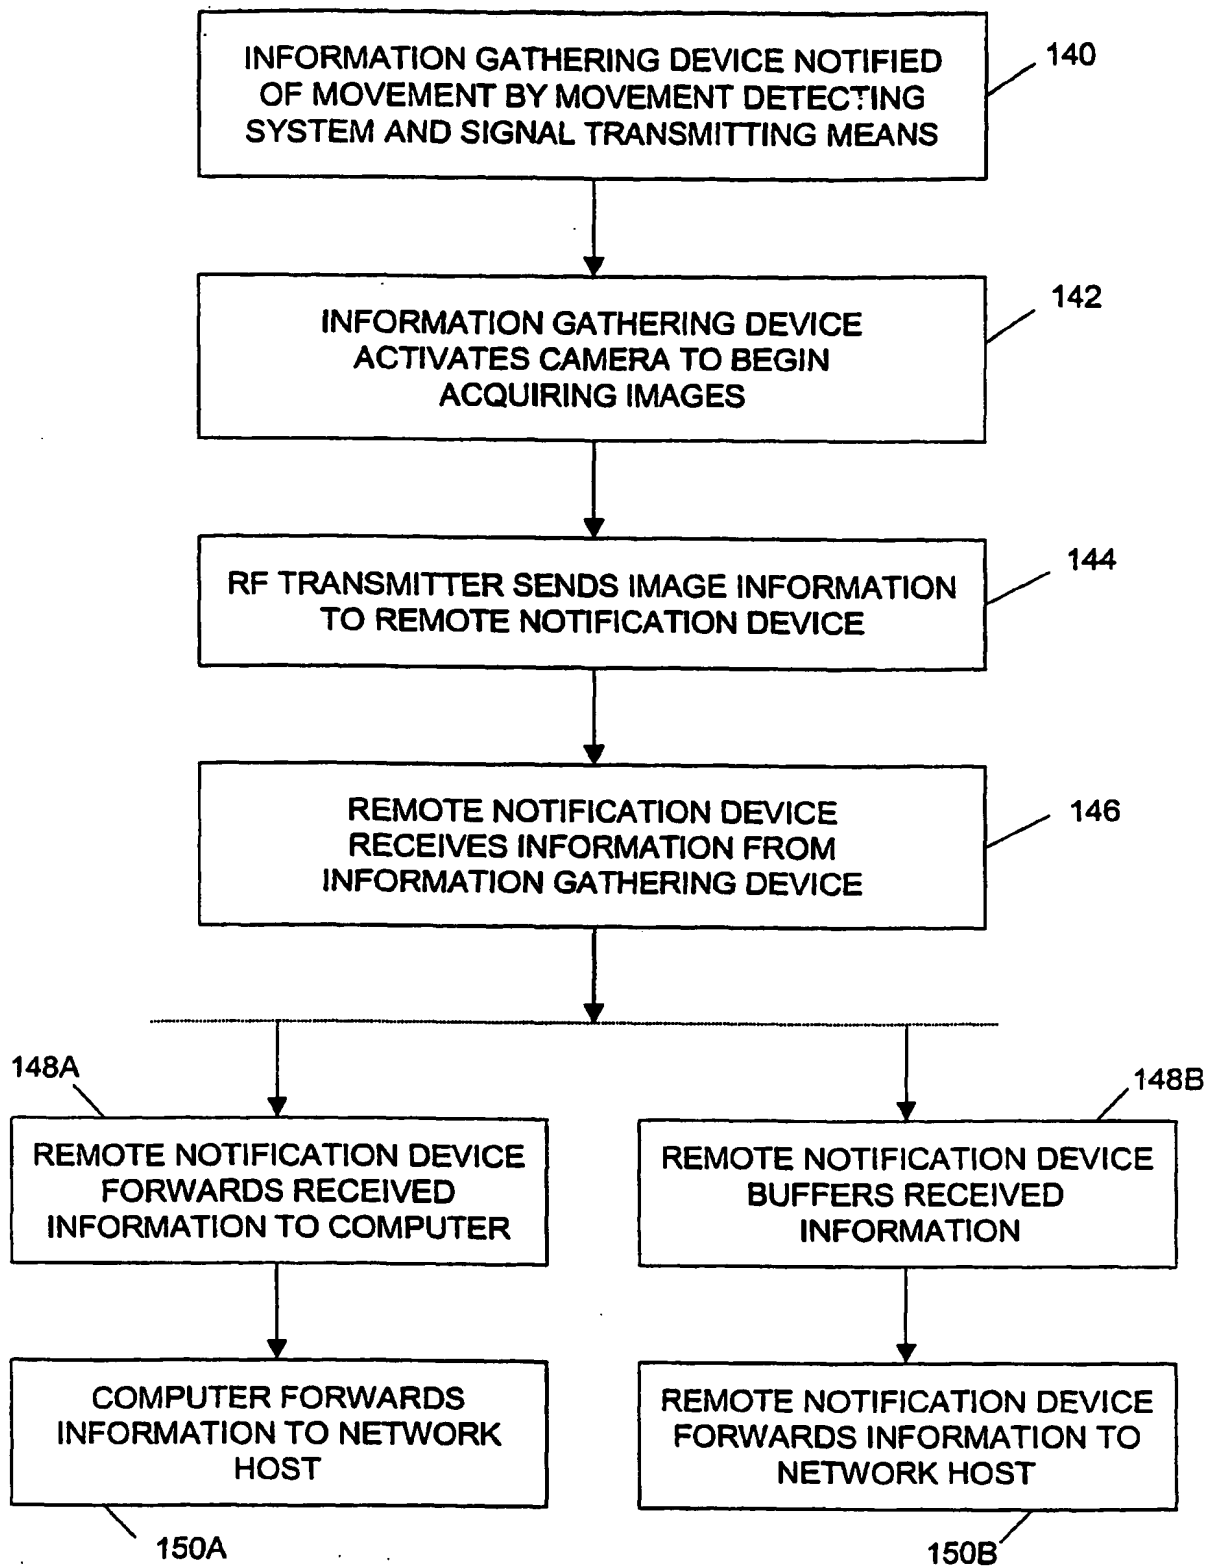 INFORMATION GATHERING DEVICE NOTIFIED
OF MOVEMENT BY MOVEMENT DETECTING
SYSTEM AND SIGNAL TRANSMITTING MEANS
140
INFORMATION GATHERING DEVICE
ACTIVATES CAMERA TO BEGIN
ACQUIRING IMAGES
142
RF TRANSMITTER SENDS IMAGE INFORMATION
TO REMOTE NOTIFICATION DEVICE
144
REMOTE NOTIFICATION DEVICE
RECEIVES INFORMATION FROM
INFORMATION GATHERING DEVICE
146
148A
REMOTE NOTIFICATION DEVICE
FORWARDS RECEIVED
INFORMATION TO COMPUTER
148B
REMOTE NOTIFICATION DEVICE
BUFFERS RECEIVED
INFORMATION
COMPUTER FORWARDS
INFORMATION TO NETWORK
HOST
150A
REMOTE NOTIFICATION DEVICE
FORWARDS INFORMATION TO
NETWORK HOST
150B